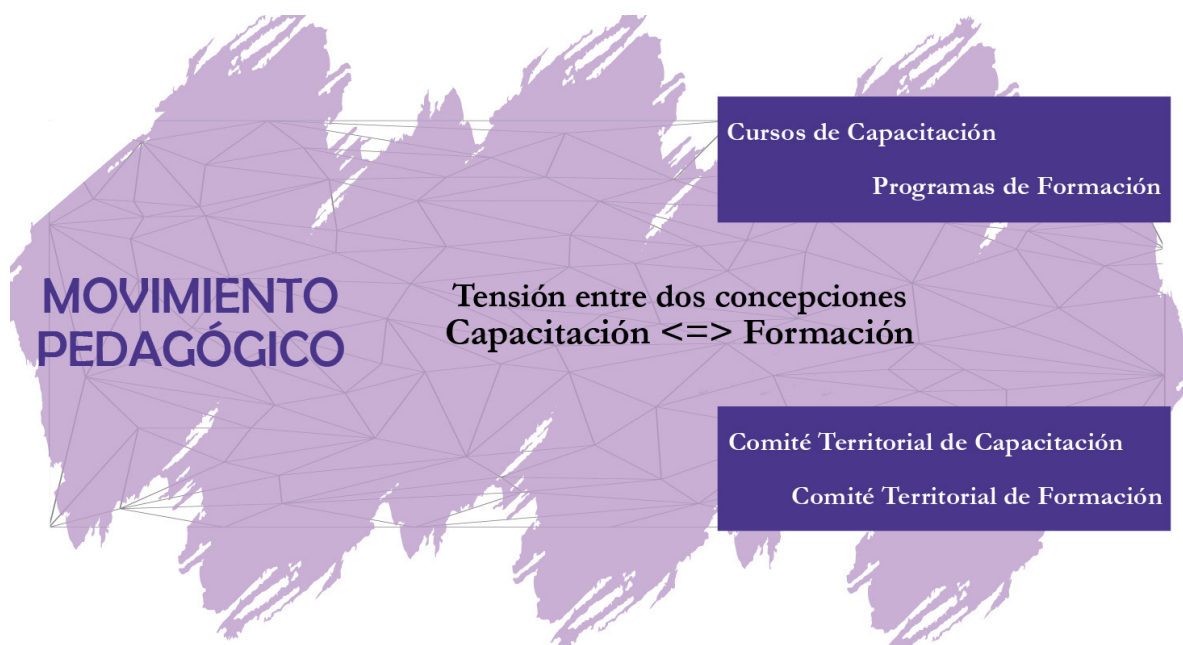 MOVIMIENTO
PEDAGÓGICO
Tensión entre dos concepciones
Capacitación <=> Formación
Cursos de Capacitación
Programas de Formación
Comité Territorial de Capacitación
Comité Territorial de Formación